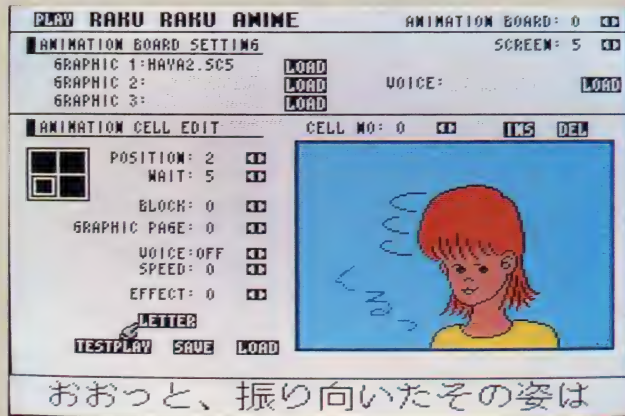 PLAY RAKU RAKU ANIME ANIMATION BOARD: 0
ANIMATION BOARD SETTING SCREEN: 5
GRAPHIC 1:HAYA2.SC5 LOAD
GRAPHIC 2: LOAD VOICE: LOAD
GRAPHIC 3: LOAD
ANIMATION CELL EDIT CELL NO: 0 INS DEL
POSITION: 2
WAIT: 5
BLOCK: 0
GRAPHIC PAGE: 0
VOICE:OFF
SPEED: 0
EFFECT: 0
LETTER
TESTPLAY SAVE LOAD
くるっ
おおっと、振り向いたその姿は